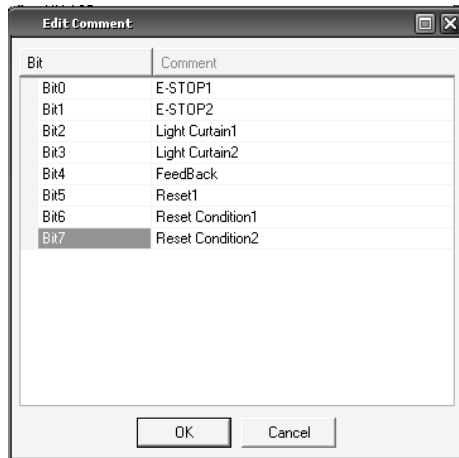 Edit Comment
Bit Comment
Bit0 E-STOP1
Bit1 E-STOP2
Bit2 Light Curtain1
Bit3 Light Curtain2
Bit4 FeedBack
Bit5 Reset1
Bit6 Reset Condition1
Bit7 Reset Condition2
OK Cancel